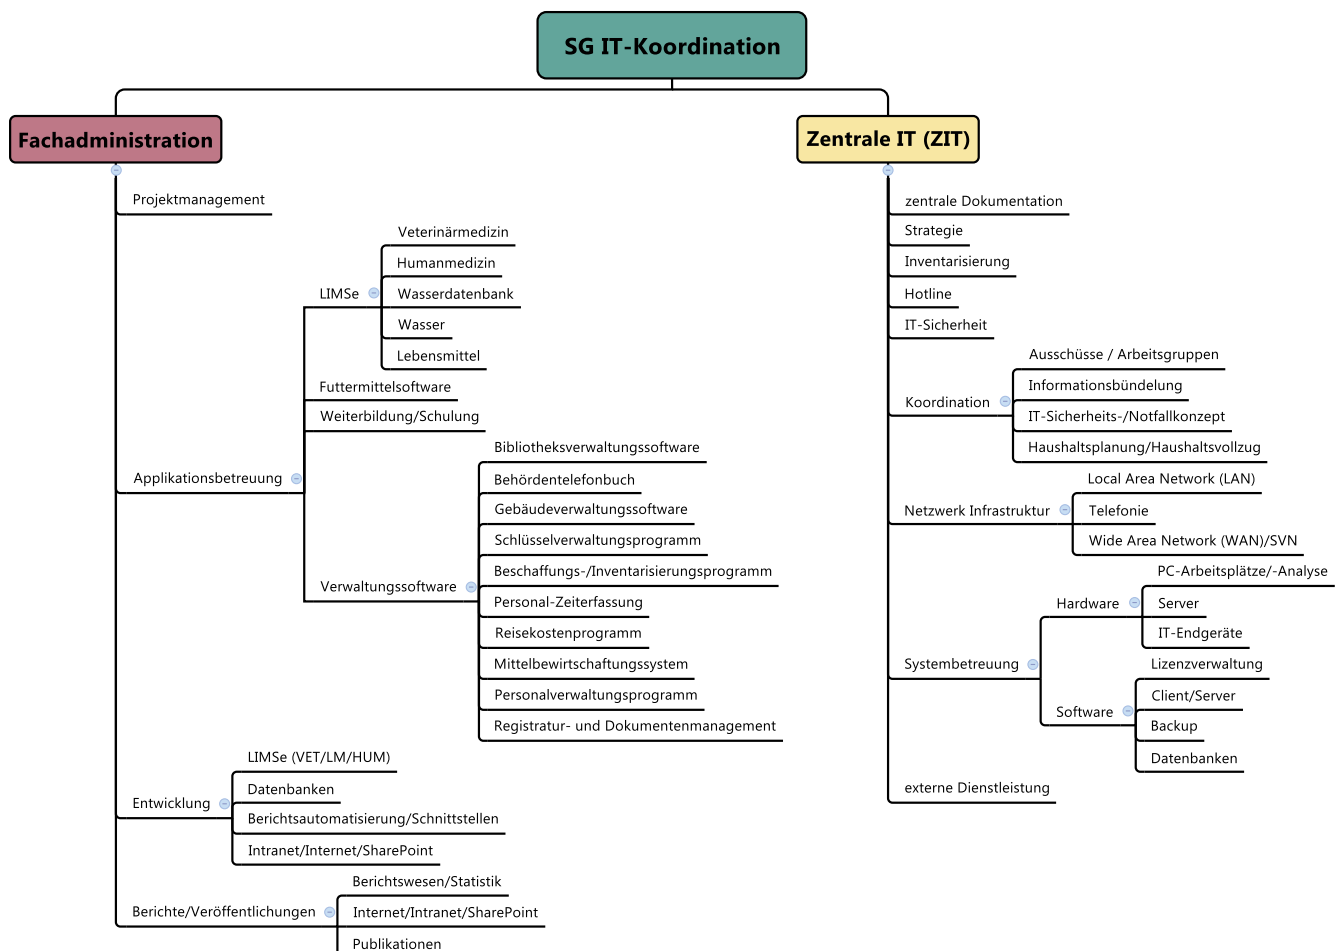 SG IT-Koordination
Fachadministration
Projektmanagement
Applikationsbetreuung
LIMSe
Veterinärmedizin
Humanmedizin
Wasserdatenbank
Wasser
Lebensmittel
Futtermittelsoftware
Weiterbildung/Schulung
Verwaltungssoftware
Bibliotheksverwaltungssoftware
Behördentelefonbuch
Gebäudeverwaltungssoftware
Schlüsselverwaltungsprogramm
Beschaffungs-/Inventarisierungsprogramm
Personal-Zeiterfassung
Reisekostenprogramm
Mittelbewirtschaftungssystem
Personalverwaltungsprogramm
Registratur- und Dokumentenmanagement
Entwicklung
LIMSe (VET/LM/HUM)
Datenbanken
Berichtsautomatisierung/Schnittstellen
Intranet/Internet/SharePoint
Berichte/Veröffentlichungen
Berichtswesen/Statistik
Internet/Intranet/SharePoint
Publikationen
Zentrale IT (ZIT)
zentrale Dokumentation
Strategie
Inventarisierung
Hotline
IT-Sicherheit
Koordination
Ausschüsse / Arbeitsgruppen
Informationsbündelung
IT-Sicherheits-/Notfallkonzept
Haushaltsplanung/Haushaltsvollzug
Netzwerk Infrastruktur
Local Area Network (LAN)
Telefonie
Wide Area Network (WAN)/SVN
Systembetreuung
Hardware
PC-Arbeitsplätze/-Analyse
Server
IT-Endgeräte
Software
Lizenzverwaltung
Client/Server
Backup
Datenbanken
externe Dienstleistung